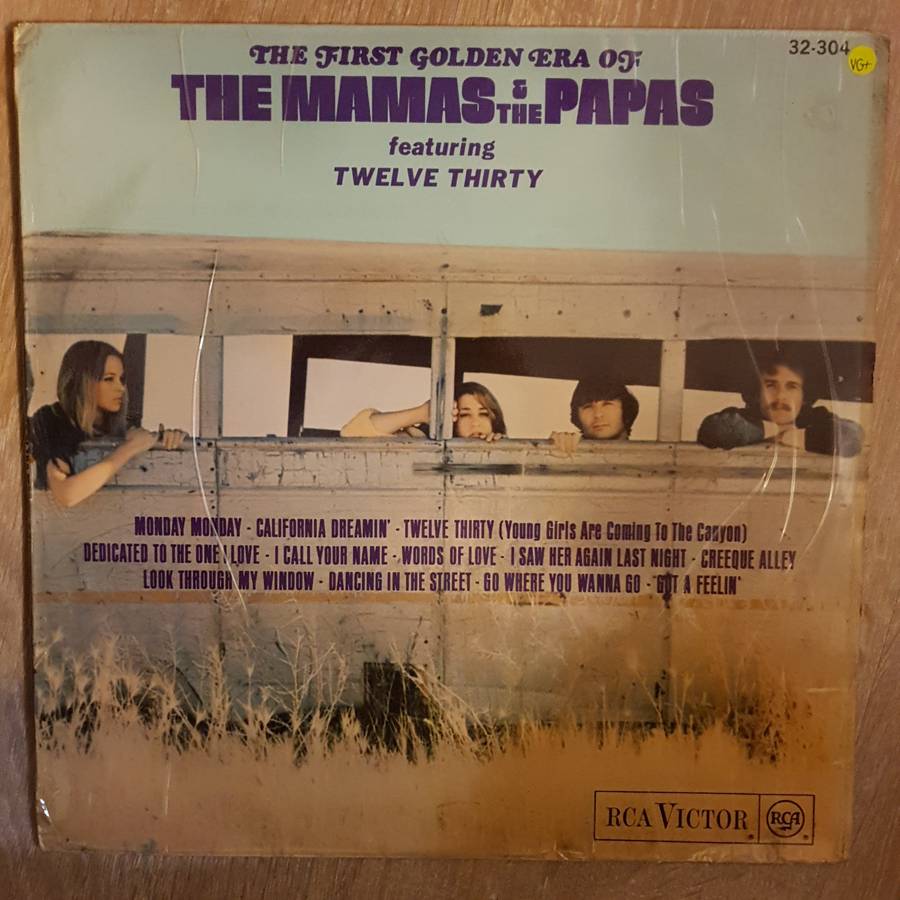 THE FIRST GOLDEN ERA OF
32-304
VG+
THE MAMAS & THE PAPAS
featuring
TWELVE THIRTY
MONDAY MONDAY - CALIFORNIA DREAMIN' - TWELVE THIRTY (Young Girls Are Coming To The Canyon)
DEDICATED TO THE ONE I LOVE - I CALL YOUR NAME - WORDS OF LOVE - I SAW HER AGAIN LAST NIGHT - CREEQUE ALLEY
LOOK THROUGH MY WINDOW - DANCING IN THE STREET - GO WHERE YOU WANNA GO - 'GOT A FEELIN'
RCA VICTOR
RCA